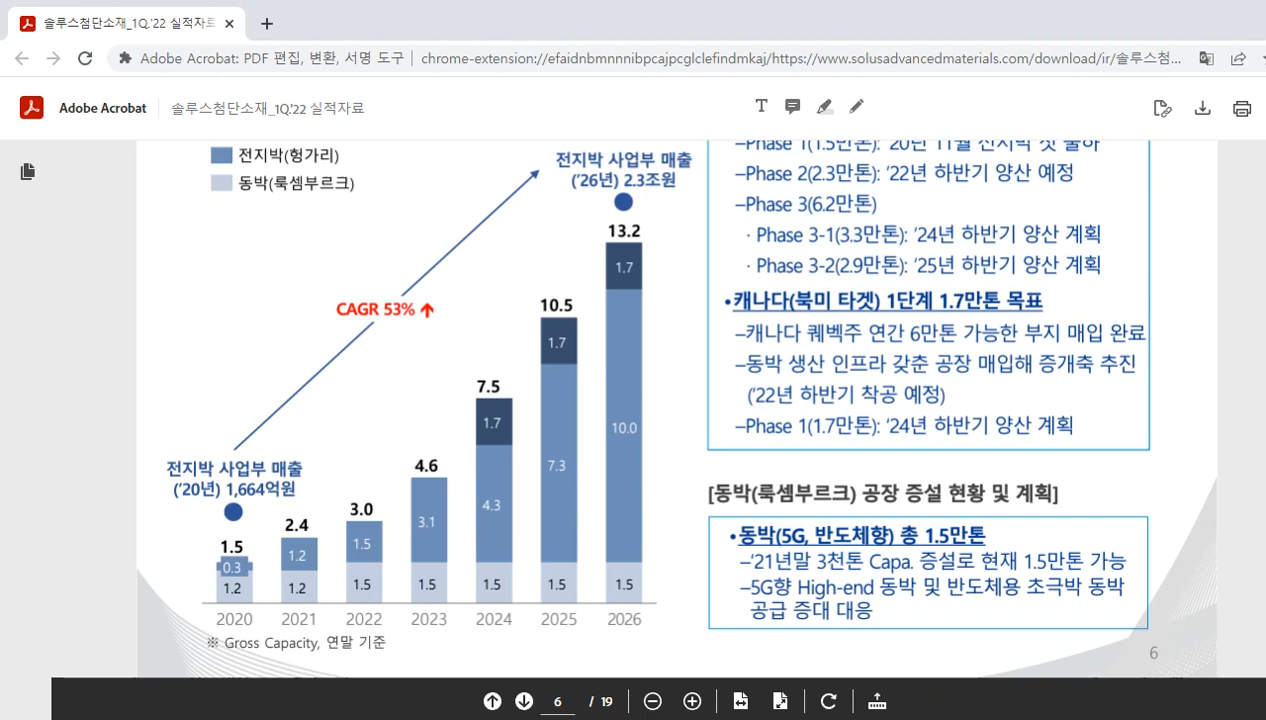 솔루스첨단소재_1Q.'22 실적자료
Adobe Acrobat: PDF 편집, 변환, 서명 도구
chrome-extension://efaidnbmnnnibpcajpcglclefindmkaj/https://www.solusadvancedmaterials.com/download/ir/솔루스첨...
Adobe Acrobat
솔루스첨단소재_1Q.'22 실적자료
전지박(헝가리)
동박(룩셈부르크)
전지박 사업부 매출
('26년) 2.3조원
CAGR 53%
전지박 사업부 매출
('20년) 1,664억원
1.5
0.3
1.2
2.4
1.2
1.2
3.0
1.5
1.5
4.6
3.1
1.5
7.5
1.7
4.3
1.5
10.5
1.7
7.3
1.5
13.2
1.7
10.0
1.5
2020 2021 2022 2023 2024 2025 2026
※ Gross Capacity, 연말 기준
–Phase 1(1.5만톤): '20년 11월 전지박 첫 출하
–Phase 2(2.3만톤): '22년 하반기 양산 예정
–Phase 3(6.2만톤)
· Phase 3-1(3.3만톤): '24년 하반기 양산 계획
· Phase 3-2(2.9만톤): '25년 하반기 양산 계획
•캐나다(북미 타겟) 1단계 1.7만톤 목표
–캐나다 퀘벡주 연간 6만톤 가능한 부지 매입 완료
–동박 생산 인프라 갖춘 공장 매입해 증개축 추진
('22년 하반기 착공 예정)
–Phase 1(1.7만톤): '24년 하반기 양산 계획
[동박(룩셈부르크) 공장 증설 현황 및 계획]
•동박(5G, 반도체향) 총 1.5만톤
–'21년말 3천톤 Capa. 증설로 현재 1.5만톤 가능
–5G향 High-end 동박 및 반도체용 초극박 동박
공급 증대 대응
6
6 / 19